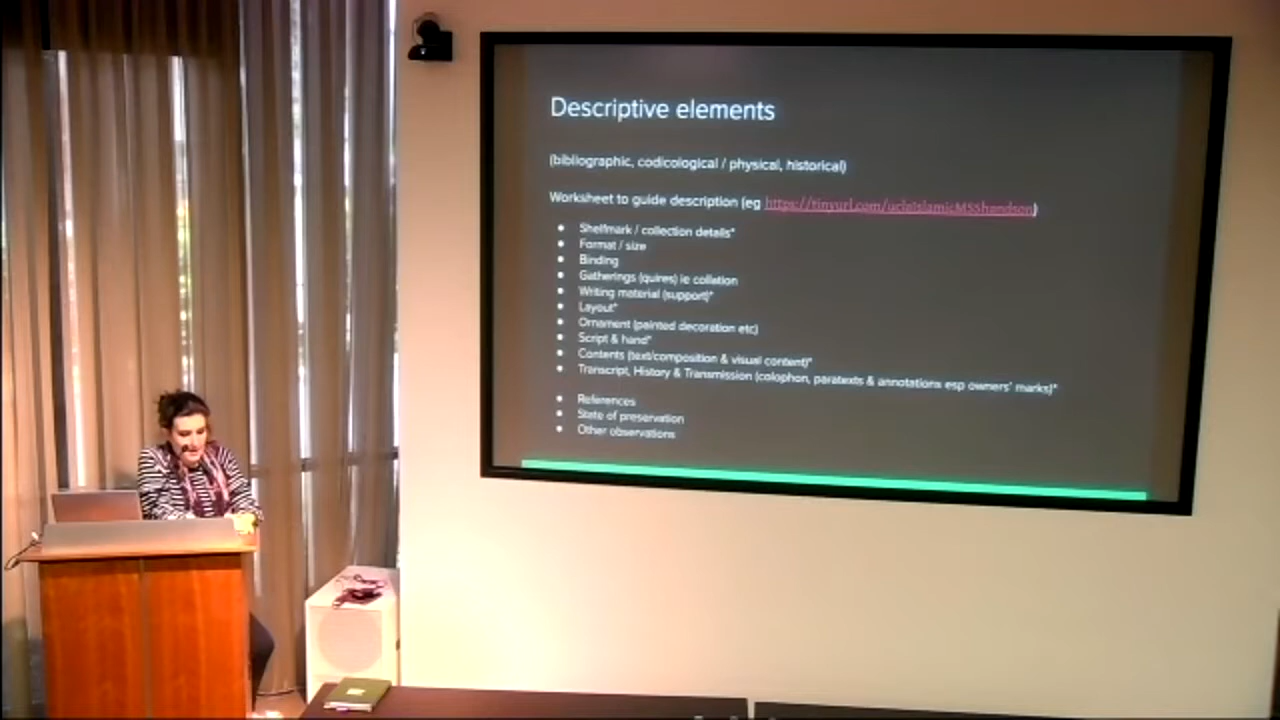 Descriptive elements
(bibliographic, codicological / physical, historical)
Worksheet to guide description (eg https://tinyurl.com/uclaIslamicMSShandson)
• Shelfmark / collection details*
• Format / size
• Binding
• Gatherings (quires) ie collation
• Writing material (support)*
• Layout*
• Ornament (painted decoration etc)
• Script & hand*
• Contents (text/composition & visual content)*
• Transcript, History & Transmission (colophon, paratexts & annotations esp owners' marks)*
• References
• State of preservation
• Other observations